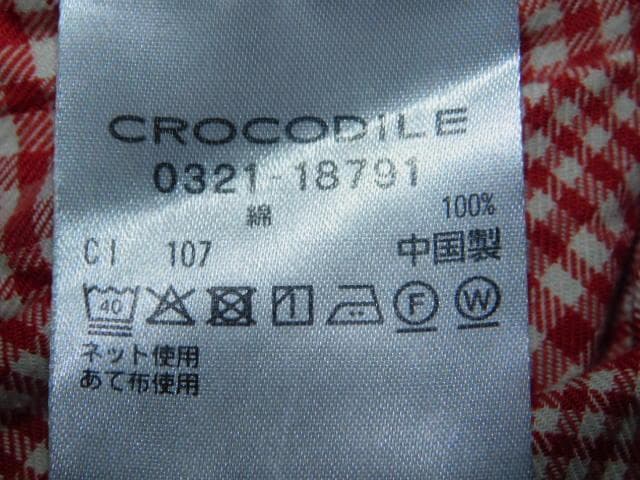 CROCODiLE
0321-18791
綿 100%
CI 107 中国製
40 F W
ネット使用
あて布使用